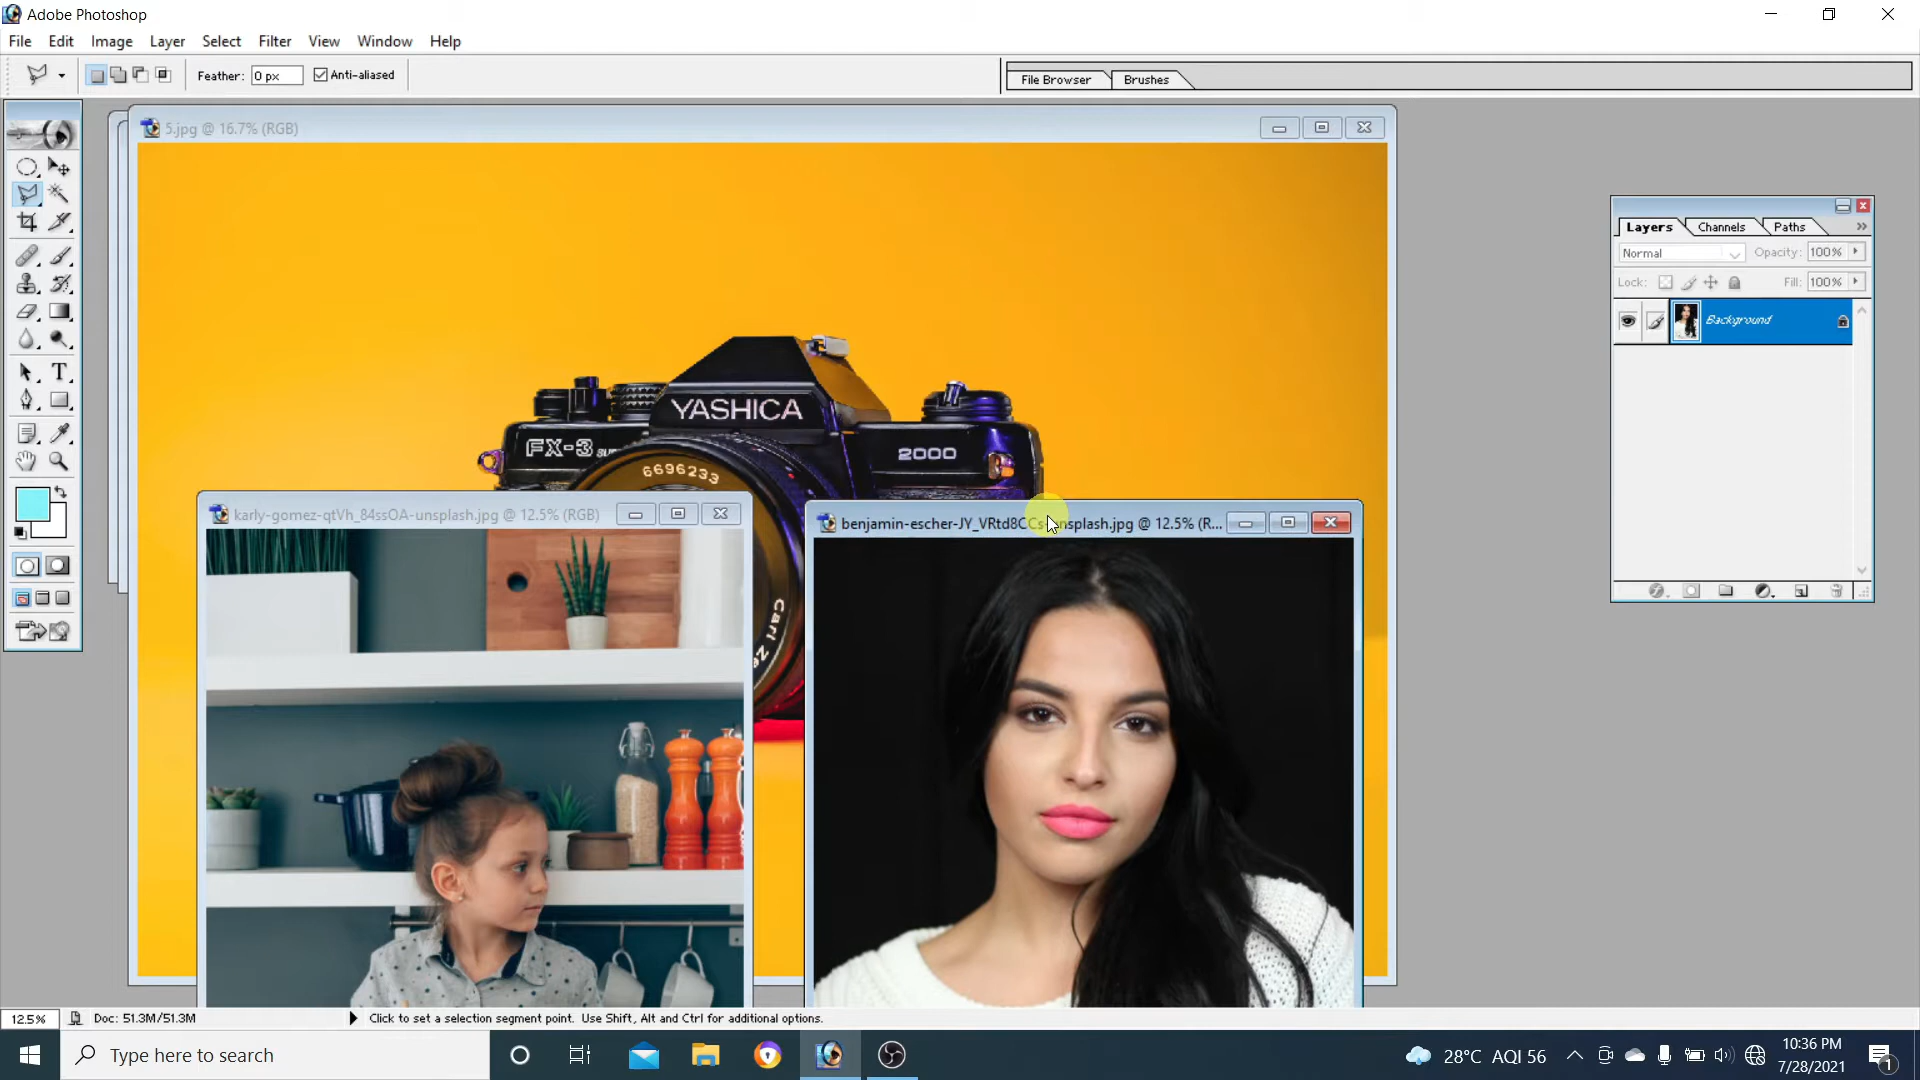 Adobe Photoshop
File Edit Image Layer Select Filter View Window Help
Feather: 0 px Anti-aliased
File Browser Brushes
5.jpg @ 16.7% (RGB)
Layers Channels Paths
Normal Opacity: 100%
Lock: Fill: 100%
Background
YASHICA
FX-3
2000
6696233
Carl
karly-gomez-qtVh_84ssOA-unsplash.jpg @ 12.5% (RGB)
benjamin-escher-JY_VRtd8CCs-unsplash.jpg @ 12.5% (R...
T
12.5% Doc: 51.3M/51.3M Click to set a selection segment point. Use Shift, Alt and Ctrl for additional options.
Type here to search
28°C AQI 56
10:36 PM
7/28/2021
1